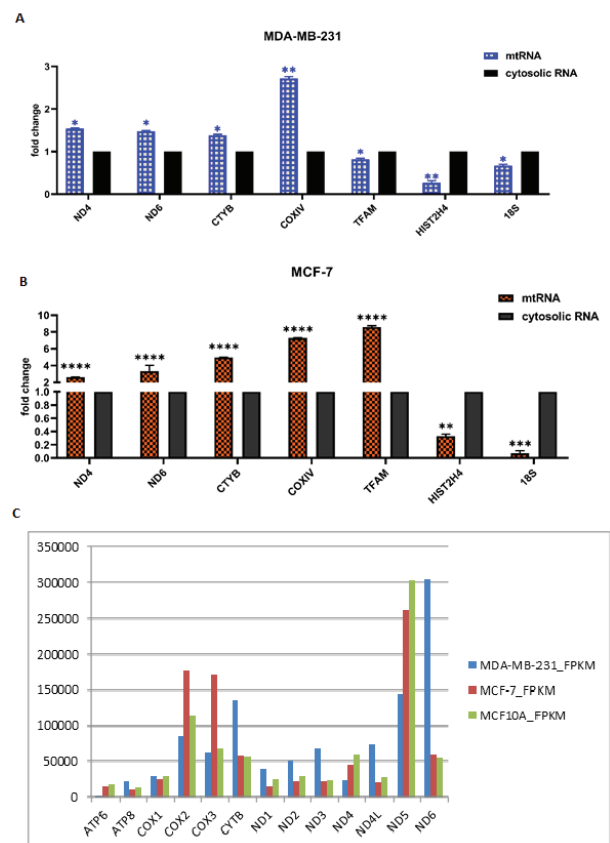 A
MDA-MB-231
mtRNA
cytosolic RNA
fold change
3
2
1
0
* * * ** * ** *
ND4 ND6 CTYB COXIV TFAM HIST2H4 18S
B
MCF-7
mtRNA
cytosolic RNA
fold change
10
8
6
4
2
1.0
0.8
0.6
0.4
0.2
0.0
**** **** **** **** **** ** ***
ND4 ND6 CTYB COXIV TFAM HIST2H4 18S
C
350000
300000
250000
200000
150000
100000
50000
0
MDA-MB-231_FPKM
MCF-7_FPKM
MCF10A_FPKM
ATP6 ATP8 COX1 COX2 COX3 CYTB ND1 ND2 ND3 ND4 ND4L ND5 ND6